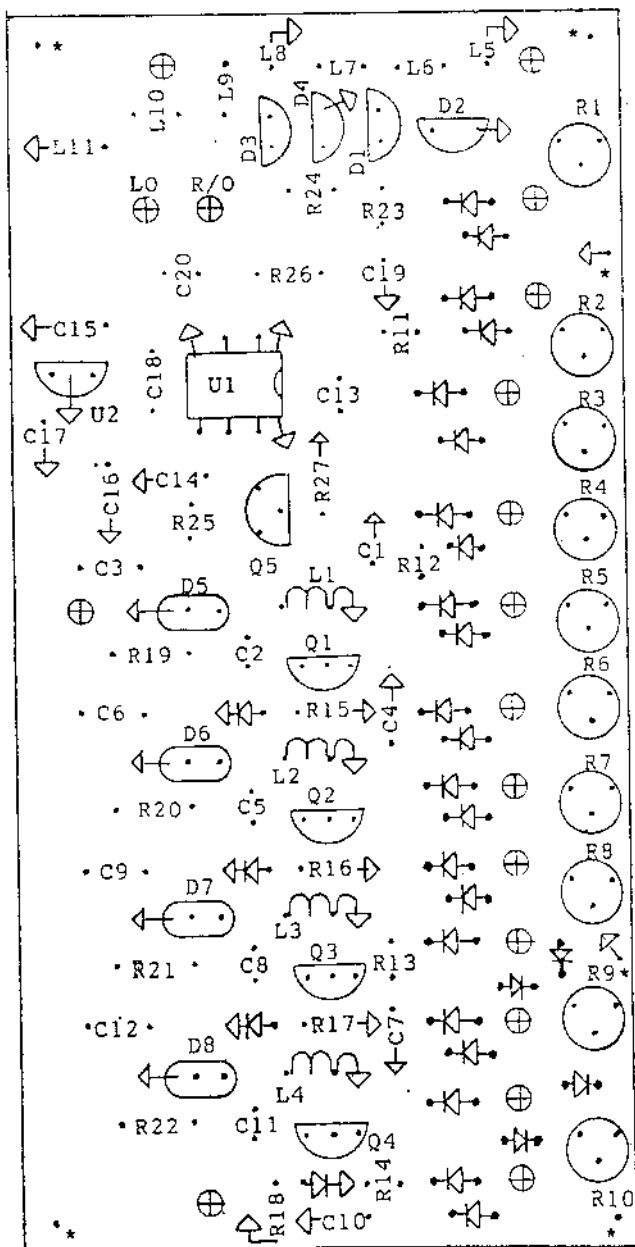 L8 L7 L6 L5
L9 L10 D4 D2 R1
L11 D3 D1
L0 R/O R24 R23
C20 R26 C19
C15 R11 R2
C18 U1 C13
U2 R3
C17
C16 C14 R27 R4
R25 C1
C3 Q5 R12
D5 L1 R5
R19 C2 Q1
R6
C6 R15 C4
D6 L2 R7
R20 C5 Q2
R8
C9 R16
D7 L3
Q3
R21 C8 R13 R9
C12 R17 C7
D8 L4
R22 C11 Q4
R14
R18 C10 R10